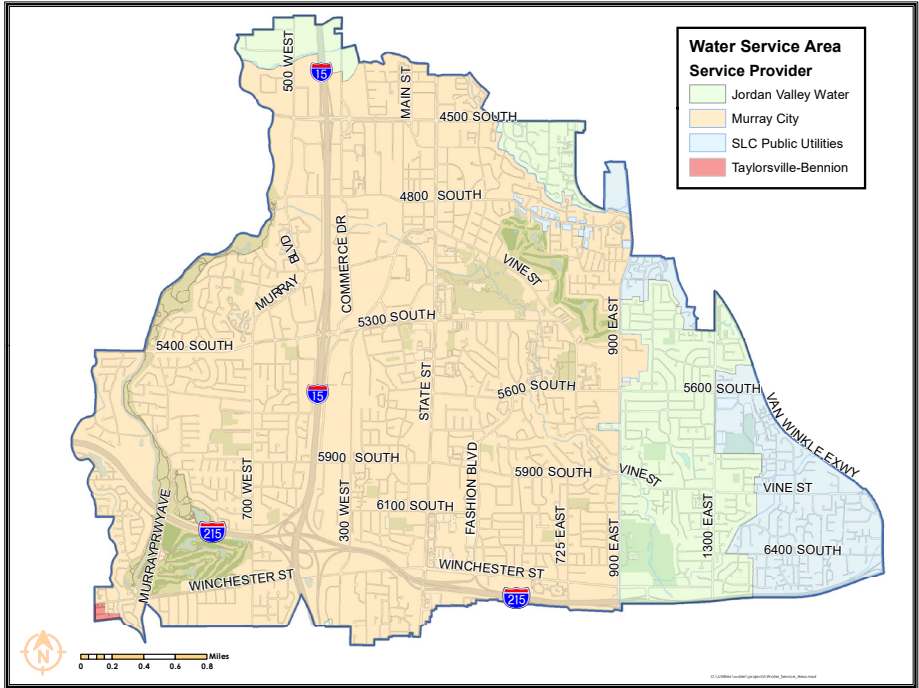 Water Service Area
Service Provider
Jordan Valley Water
Murray City
SLC Public Utilities
Taylorsville-Bennion
500 WEST
15
MAIN ST
4500 SOUTH
4800 SOUTH
MURRAY BLVD
COMMERCE DR
VINE ST
5300 SOUTH
5400 SOUTH
900 EAST
STATE ST
15
5600 SOUTH
5600 SOUTH
VAN WINKLE EXWY
5900 SOUTH
5900 SOUTH
FASHION BLVD
VINE ST
VINE ST
700 WEST
300 WEST
6100 SOUTH
725 EAST
900 EAST
1300 EAST
6400 SOUTH
MURRAYPRWYAVE
215
WINCHESTER ST
WINCHESTER ST
215
N
Miles
0 0.2 0.4 0.6 0.8